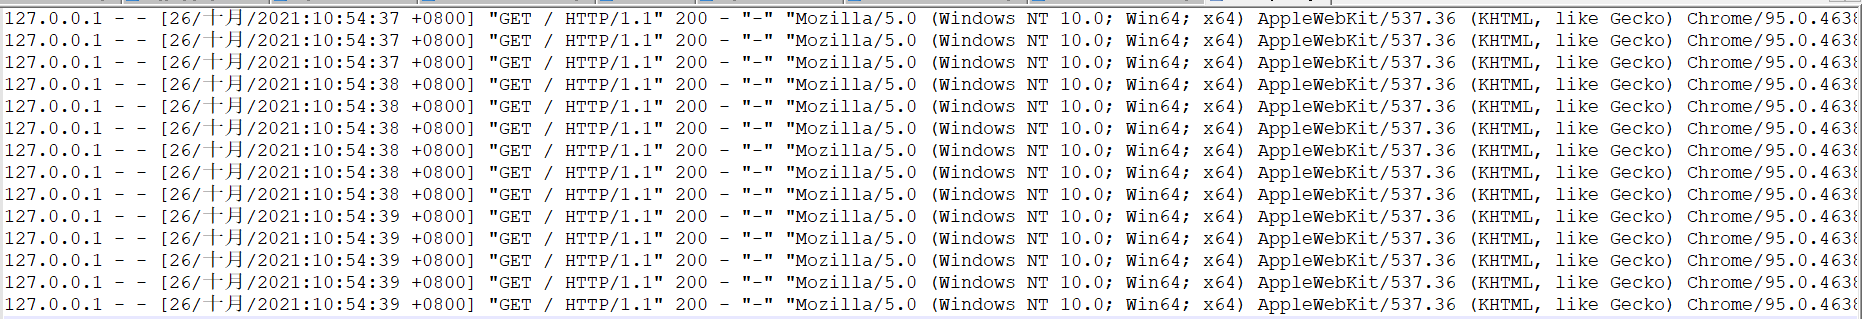 127.0.0.1 - - [26/十月/2021:10:54:37 +0800] "GET / HTTP/1.1" 200 - "-" "Mozilla/5.0 (Windows NT 10.0; Win64; x64) AppleWebKit/537.36 (KHTML, like Gecko) Chrome/95.0.4638
127.0.0.1 - - [26/十月/2021:10:54:37 +0800] "GET / HTTP/1.1" 200 - "-" "Mozilla/5.0 (Windows NT 10.0; Win64; x64) AppleWebKit/537.36 (KHTML, like Gecko) Chrome/95.0.4638
127.0.0.1 - - [26/十月/2021:10:54:37 +0800] "GET / HTTP/1.1" 200 - "-" "Mozilla/5.0 (Windows NT 10.0; Win64; x64) AppleWebKit/537.36 (KHTML, like Gecko) Chrome/95.0.4638
127.0.0.1 - - [26/十月/2021:10:54:38 +0800] "GET / HTTP/1.1" 200 - "-" "Mozilla/5.0 (Windows NT 10.0; Win64; x64) AppleWebKit/537.36 (KHTML, like Gecko) Chrome/95.0.4638
127.0.0.1 - - [26/十月/2021:10:54:38 +0800] "GET / HTTP/1.1" 200 - "-" "Mozilla/5.0 (Windows NT 10.0; Win64; x64) AppleWebKit/537.36 (KHTML, like Gecko) Chrome/95.0.4638
127.0.0.1 - - [26/十月/2021:10:54:38 +0800] "GET / HTTP/1.1" 200 - "-" "Mozilla/5.0 (Windows NT 10.0; Win64; x64) AppleWebKit/537.36 (KHTML, like Gecko) Chrome/95.0.4638
127.0.0.1 - - [26/十月/2021:10:54:38 +0800] "GET / HTTP/1.1" 200 - "-" "Mozilla/5.0 (Windows NT 10.0; Win64; x64) AppleWebKit/537.36 (KHTML, like Gecko) Chrome/95.0.4638
127.0.0.1 - - [26/十月/2021:10:54:38 +0800] "GET / HTTP/1.1" 200 - "-" "Mozilla/5.0 (Windows NT 10.0; Win64; x64) AppleWebKit/537.36 (KHTML, like Gecko) Chrome/95.0.4638
127.0.0.1 - - [26/十月/2021:10:54:38 +0800] "GET / HTTP/1.1" 200 - "-" "Mozilla/5.0 (Windows NT 10.0; Win64; x64) AppleWebKit/537.36 (KHTML, like Gecko) Chrome/95.0.4638
127.0.0.1 - - [26/十月/2021:10:54:39 +0800] "GET / HTTP/1.1" 200 - "-" "Mozilla/5.0 (Windows NT 10.0; Win64; x64) AppleWebKit/537.36 (KHTML, like Gecko) Chrome/95.0.4638
127.0.0.1 - - [26/十月/2021:10:54:39 +0800] "GET / HTTP/1.1" 200 - "-" "Mozilla/5.0 (Windows NT 10.0; Win64; x64) AppleWebKit/537.36 (KHTML, like Gecko) Chrome/95.0.4638
127.0.0.1 - - [26/十月/2021:10:54:39 +0800] "GET / HTTP/1.1" 200 - "-" "Mozilla/5.0 (Windows NT 10.0; Win64; x64) AppleWebKit/537.36 (KHTML, like Gecko) Chrome/95.0.4638
127.0.0.1 - - [26/十月/2021:10:54:39 +0800] "GET / HTTP/1.1" 200 - "-" "Mozilla/5.0 (Windows NT 10.0; Win64; x64) AppleWebKit/537.36 (KHTML, like Gecko) Chrome/95.0.4638
127.0.0.1 - - [26/十月/2021:10:54:39 +0800] "GET / HTTP/1.1" 200 - "-" "Mozilla/5.0 (Windows NT 10.0; Win64; x64) AppleWebKit/537.36 (KHTML, like Gecko) Chrome/95.0.4638